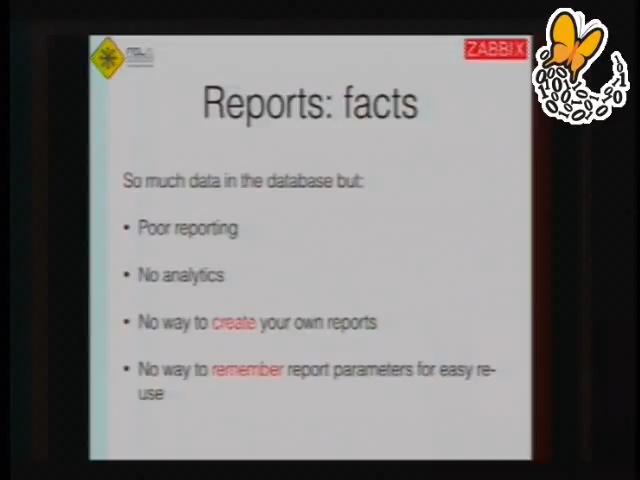 ZABBIX
Reports: facts
So much data in the database but:
• Poor reporting
• No analytics
• No way to create your own reports
• No way to remember report parameters for easy re-
use